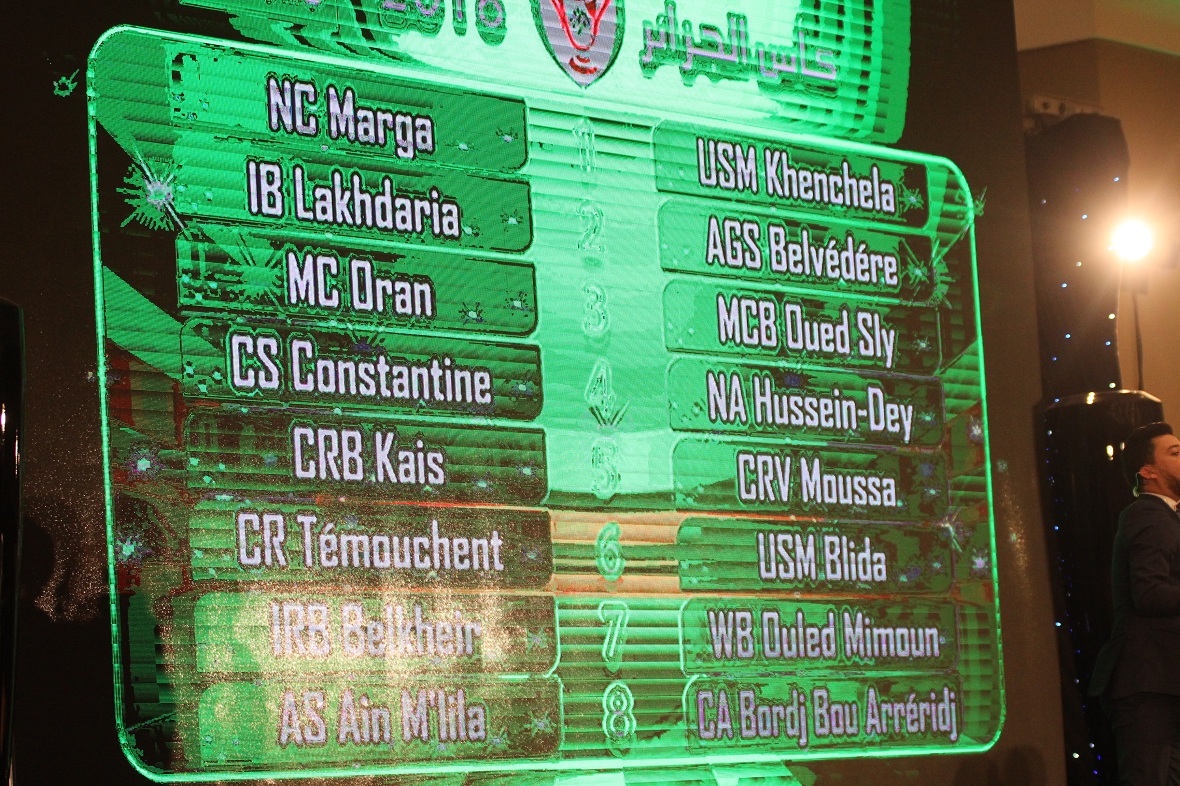 2018
كأس الجزائر
NC Marga 1 USM Khenchela
IB Lakhdaria 2 AGS Belvédére
MC Oran 3 MCB Oued Sly
CS Constantine 4 NA Hussein-Dey
CRB Kais 5 CRV Moussa
CR Témouchent 6 USM Blida
IRB Belkheir 7 WB Ouled Mimoun
AS Ain M'lila 8 CA Bordj Bou Arréridj